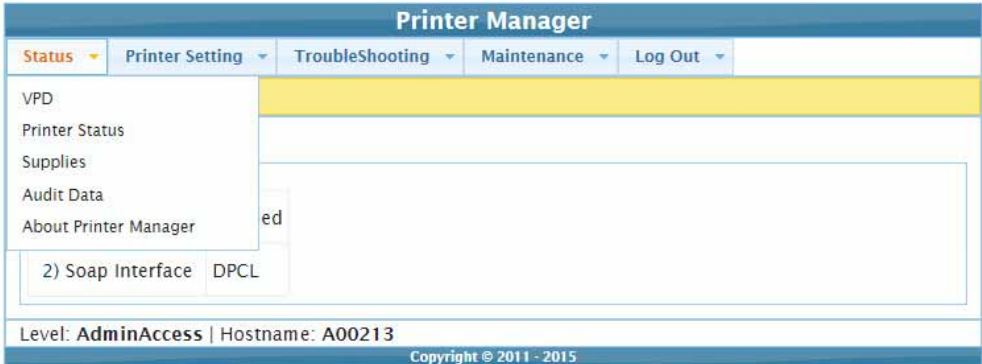 Printer Manager
Status Printer Setting TroubleShooting Maintenance Log Out
VPD
Printer Status
Supplies
Audit Data
About Printer Manager
ed
2) Soap Interface DPCL
Level: AdminAccess | Hostname: A00213
Copyright © 2011 - 2015